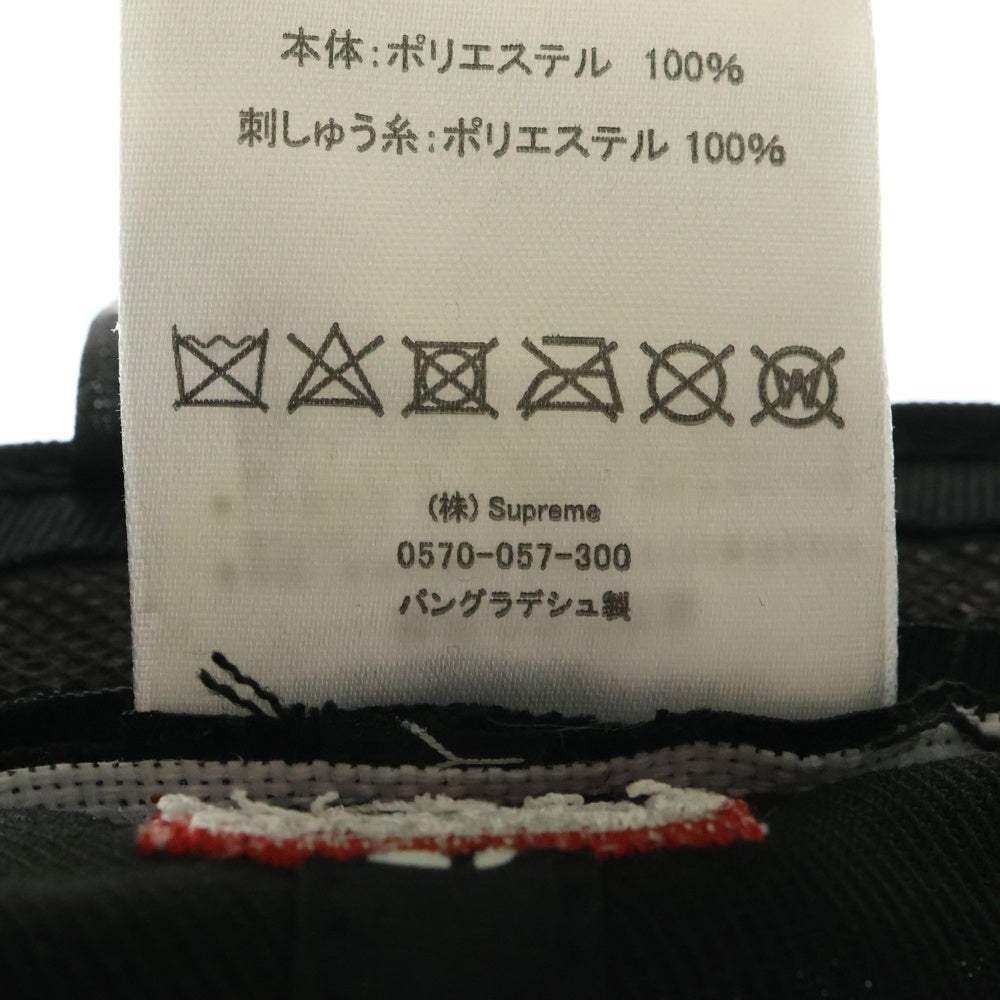 本体:ポリエステル 100%
刺しゅう糸:ポリエステル 100%
W
(株) Supreme
0570-057-300
バングラデシュ製